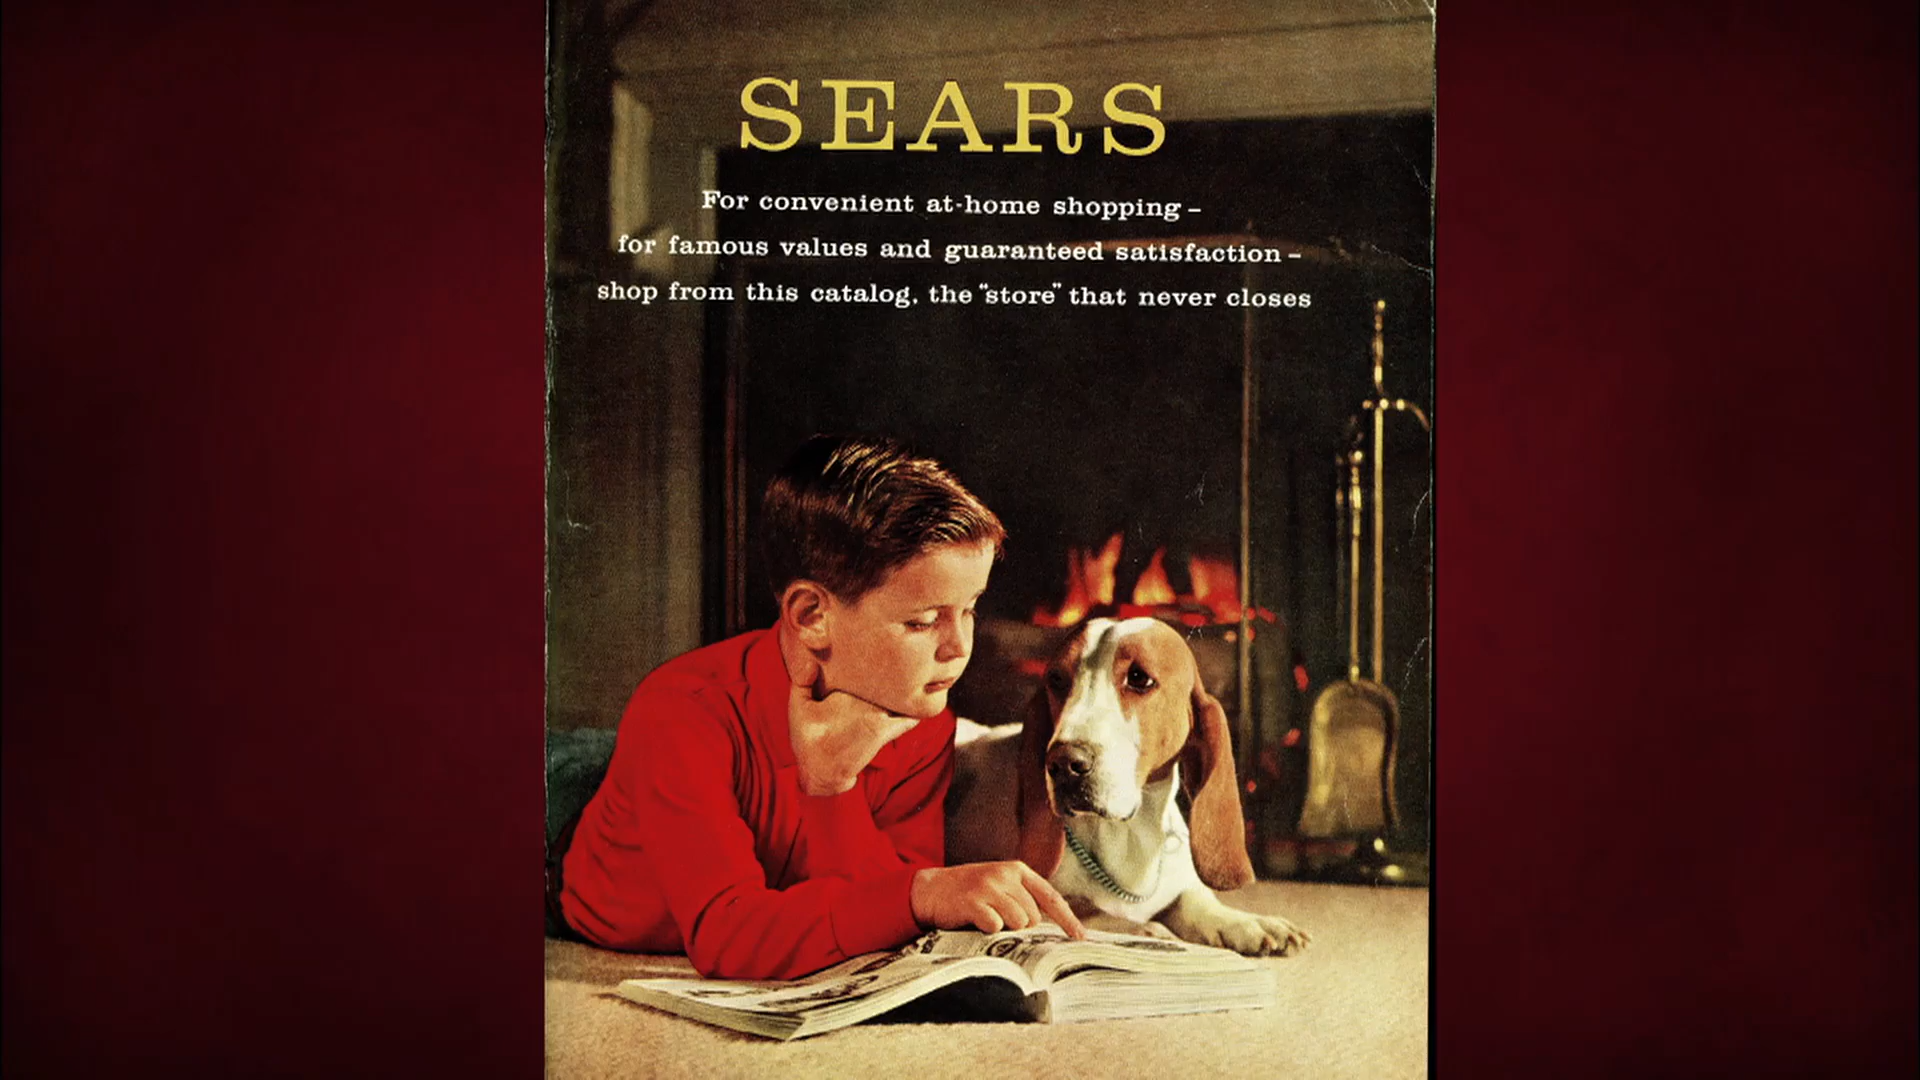 SEARS
For convenient at-home shopping –
for famous values and guaranteed satisfaction –
shop from this catalog, the "store" that never closes